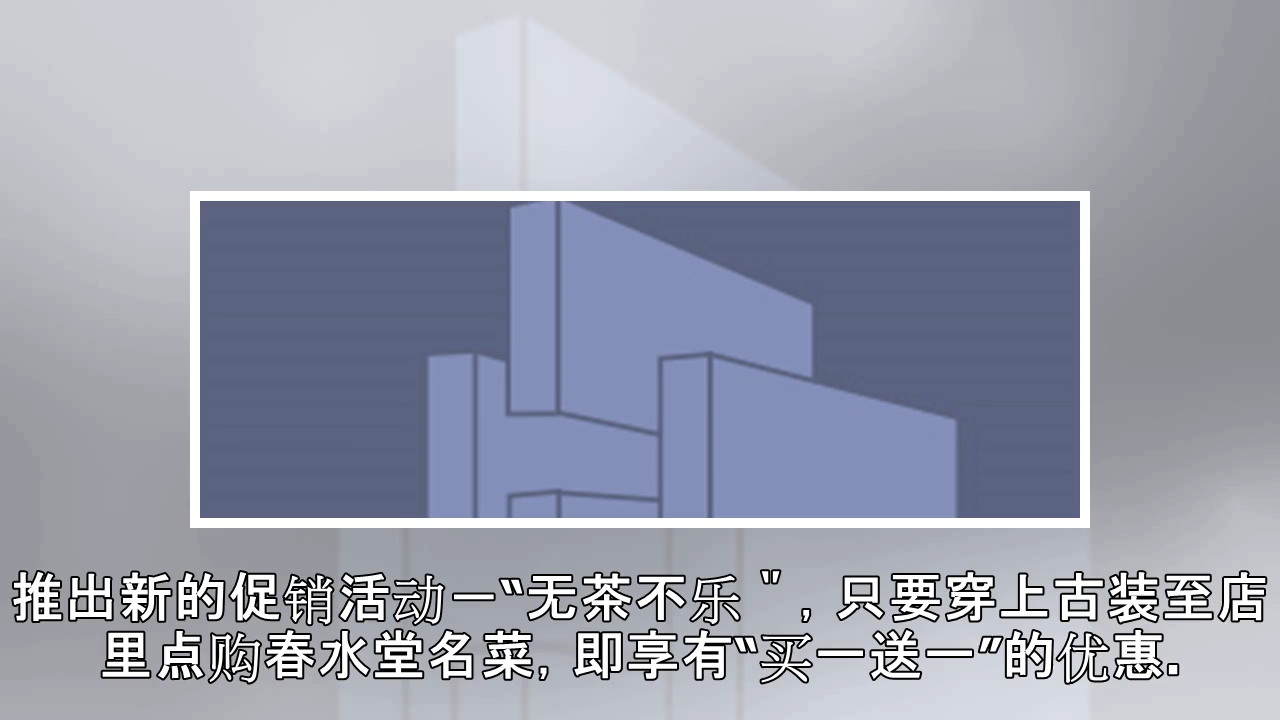 推出新的促销活动一“无茶不乐＂，只要穿上古装至店
里点购春水堂名菜，即享有“买一送一”的优惠.